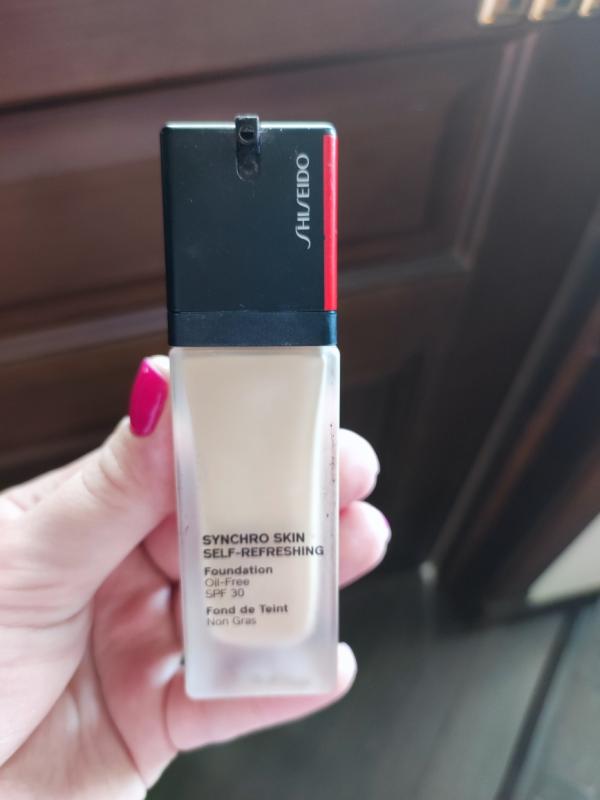 SHISEIDO
SYNCHRO SKIN
SELF-REFRESHING
Foundation
Oil-Free
SPF 30
Fond de Teint
Non Gras